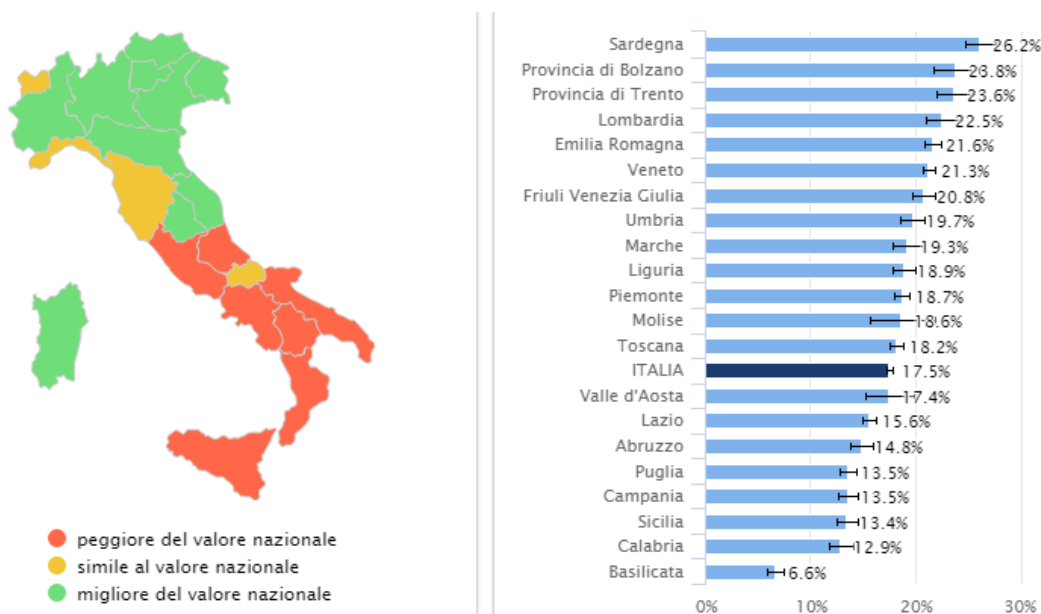 peggiore del valore nazionale
simile al valore nazionale
migliore del valore nazionale
Sardegna 26.2%
Provincia di Bolzano 23.8%
Provincia di Trento 23.6%
Lombardia 22.5%
Emilia Romagna 21.6%
Veneto 21.3%
Friuli Venezia Giulia 20.8%
Umbria 19.7%
Marche 19.3%
Liguria 18.9%
Piemonte 18.7%
Molise 18.6%
Toscana 18.2%
ITALIA 17.5%
Valle d'Aosta 17.4%
Lazio 15.6%
Abruzzo 14.8%
Puglia 13.5%
Campania 13.5%
Sicilia 13.4%
Calabria 12.9%
Basilicata 6.6%
0% 10% 20% 30%